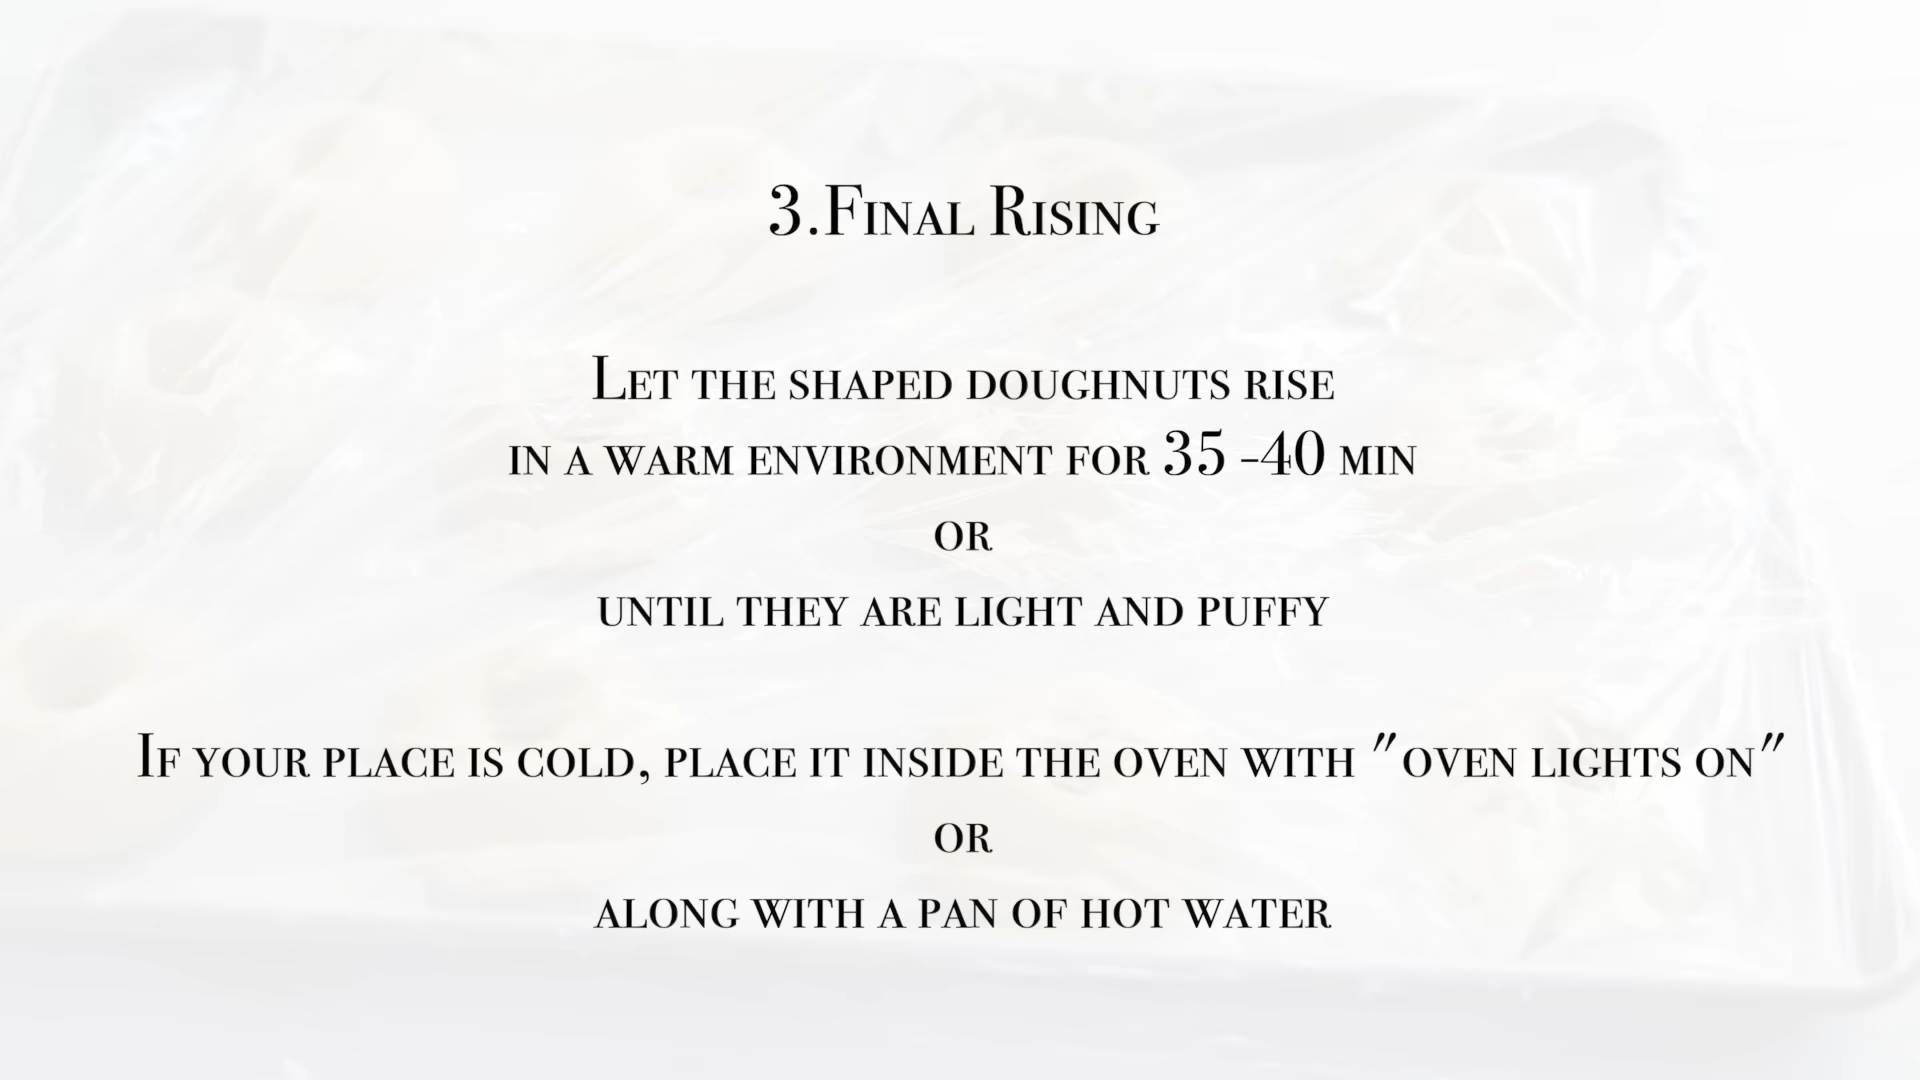 3.Final Rising
Let the shaped doughnuts rise
in a warm environment for 35 -40 min
or
until they are light and puffy
If your place is cold, place it inside the oven with "oven lights on"
or
along with a pan of hot water